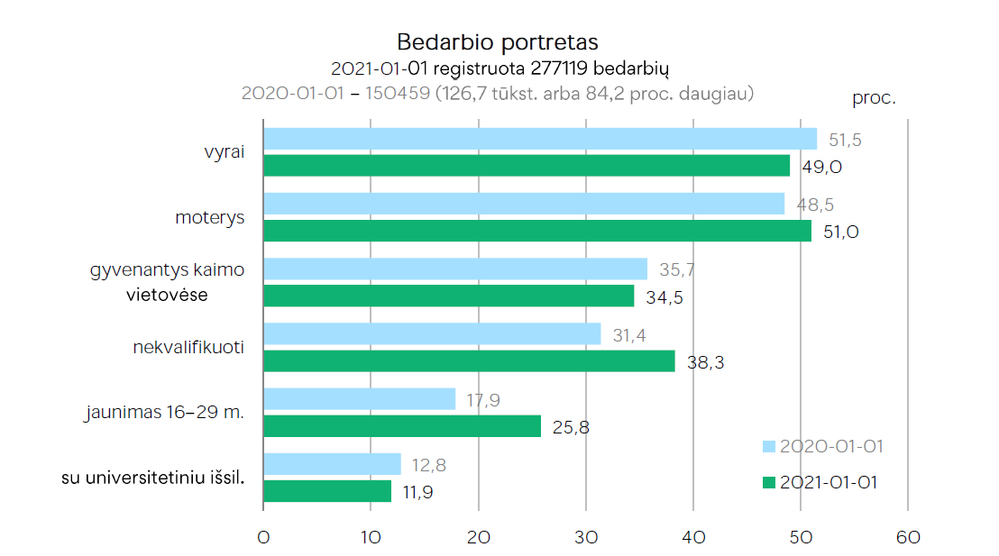 Bedarbio portretas
2021-01-01 registruota 277119 bedarbių
2020-01-01 – 150459 (126,7 tūkst. arba 84,2 proc. daugiau)
proc.
vyrai
51,5
49,0
moterys
48,5
51,0
gyvenantys kaimo
vietovėse
35,7
34,5
nekvalifikuoti
31,4
38,3
jaunimas 16–29 m.
17,9
25,8
su universitetiniu išsil.
12,8
11,9
2020-01-01
2021-01-01
0 10 20 30 40 50 60